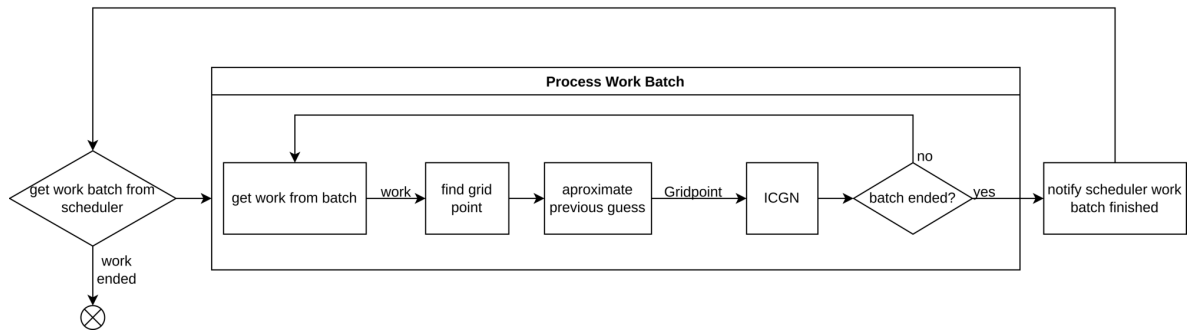 Process Work Batch
get work batch from
scheduler
get work from batch
work
find grid
point
aproximate
previous guess
Gridpoint
ICGN
batch ended?
no
yes
notify scheduler work
batch finished
work
ended